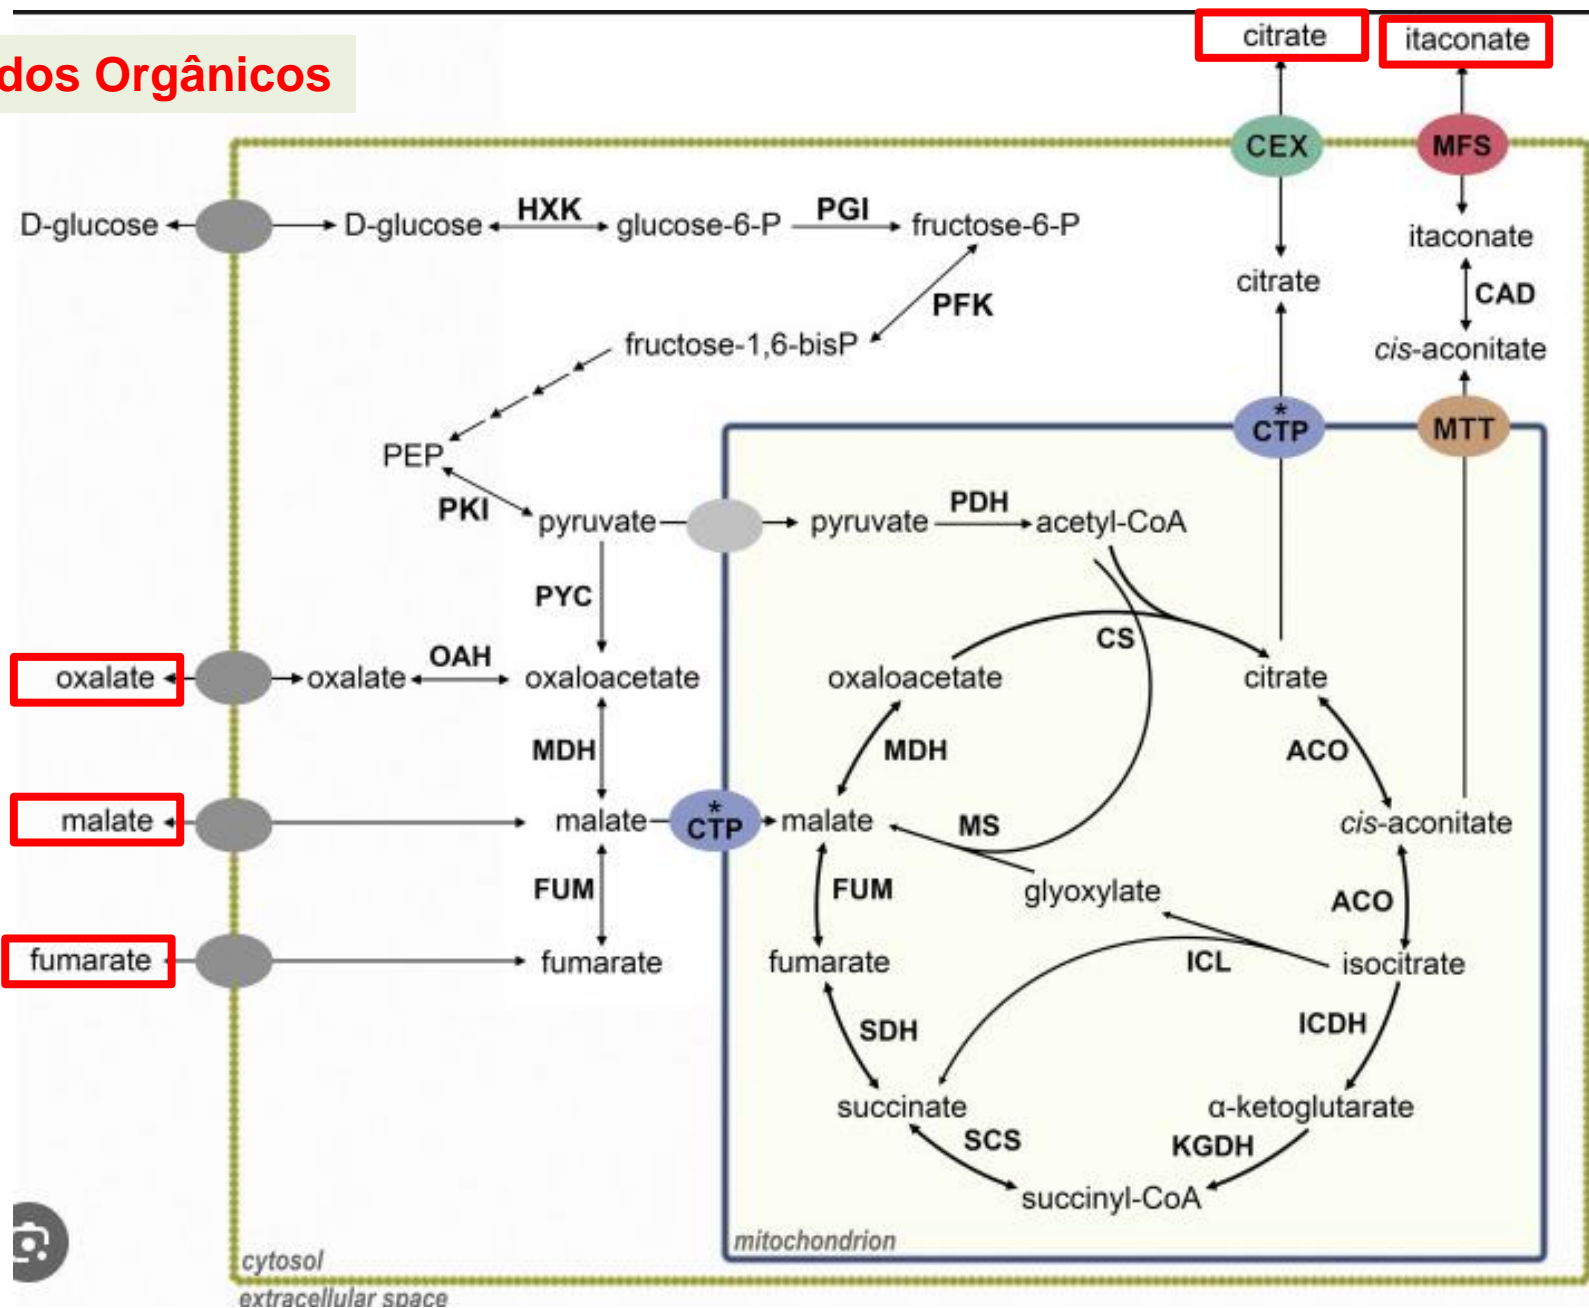 citrate
itaconate
dos Orgânicos
CEX
MFS
D-glucose
D-glucose
HXK
glucose-6-P
PGI
fructose-6-P
itaconate
citrate
CAD
PFK
fructose-1,6-bisP
cis-aconitate
*
CTP
MTT
PEP
PKI
pyruvate
pyruvate
PDH
acetyl-CoA
PYC
CS
oxalate
oxalate
OAH
oxaloacetate
oxaloacetate
citrate
MDH
MDH
ACO
malate
malate
*
CTP
malate
MS
cis-aconitate
FUM
FUM
glyoxylate
ACO
fumarate
fumarate
fumarate
ICL
isocitrate
SDH
ICDH
succinate
α-ketoglutarate
SCS
KGDH
succinyl-CoA
mitochondrion
cytosol
extracellular space